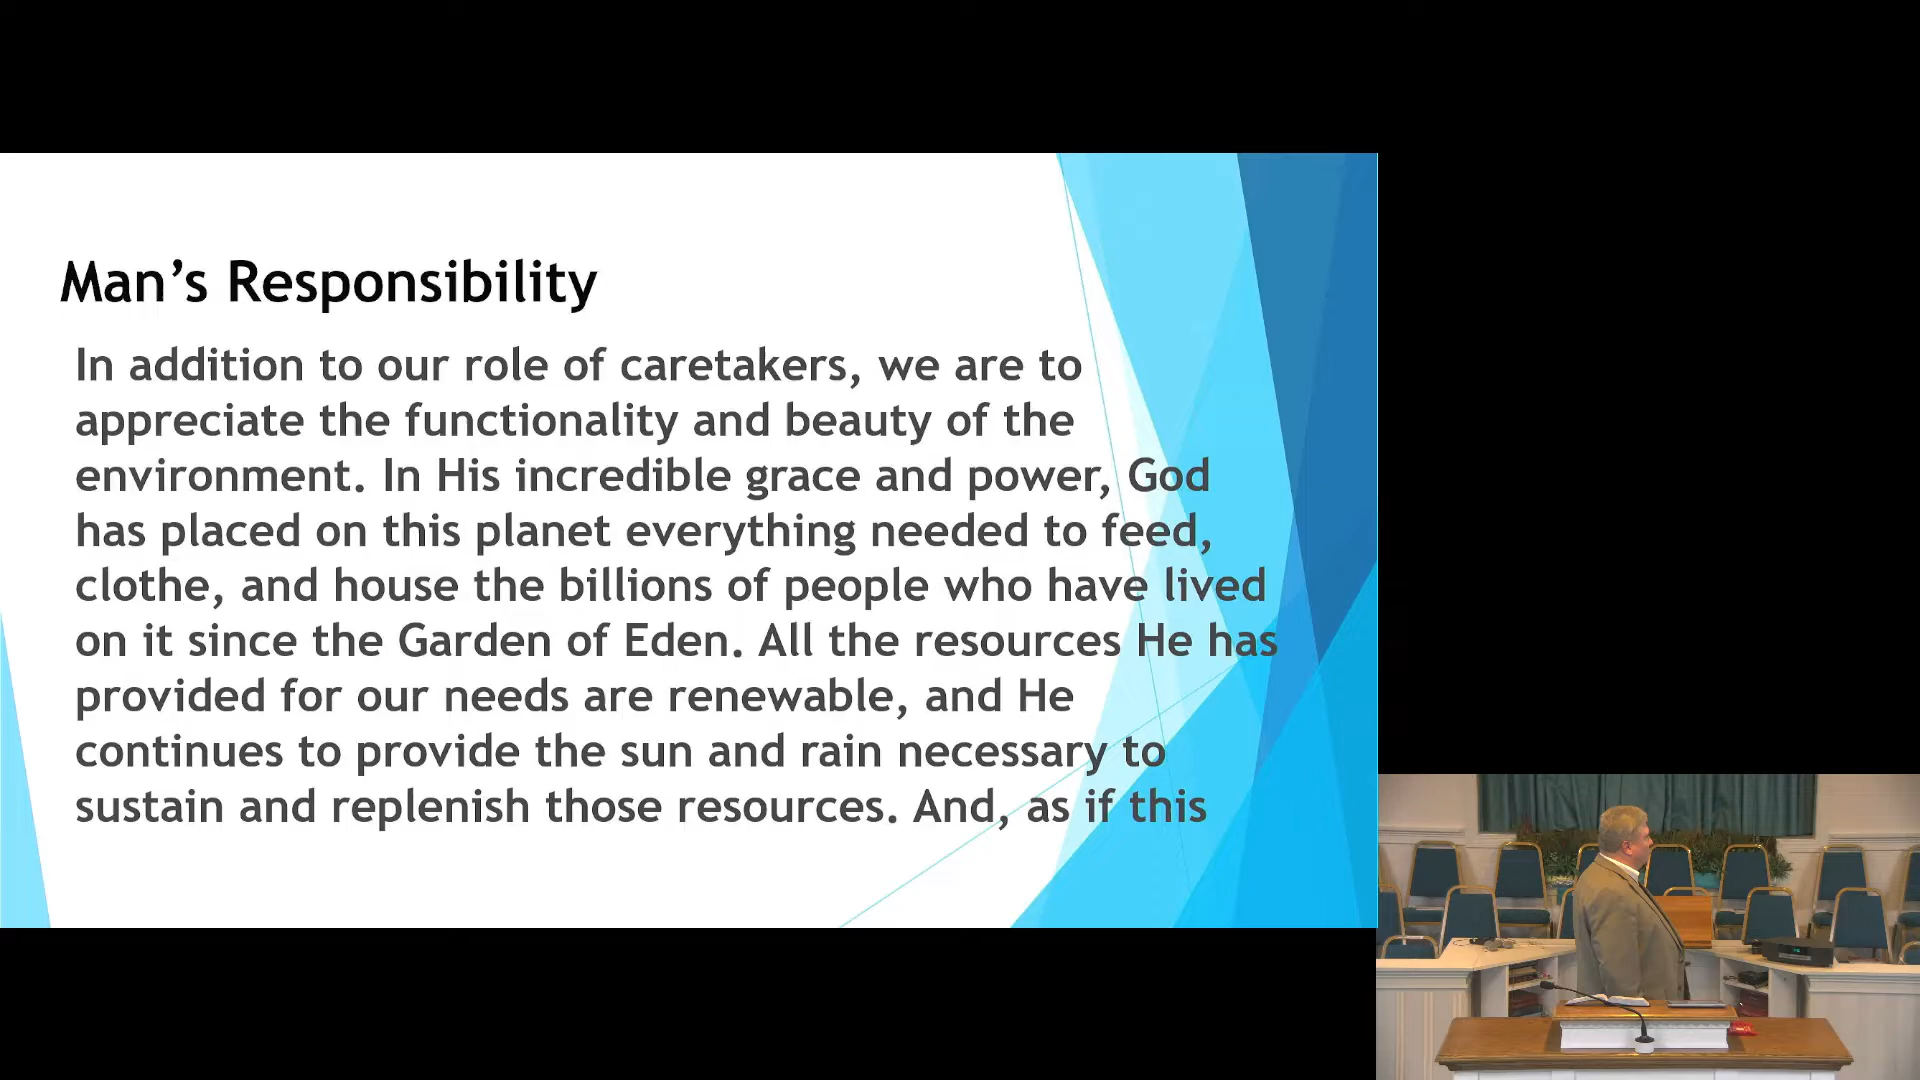 Man’s Responsibility
In addition to our role of caretakers, we are to
appreciate the functionality and beauty of the
environment. In His incredible grace and power, God
has placed on this planet everything needed to feed,
clothe, and house the billions of people who have lived
on it since the Garden of Eden. All the resources He has
provided for our needs are renewable, and He
continues to provide the sun and rain necessary to
sustain and replenish those resources. And, as if this